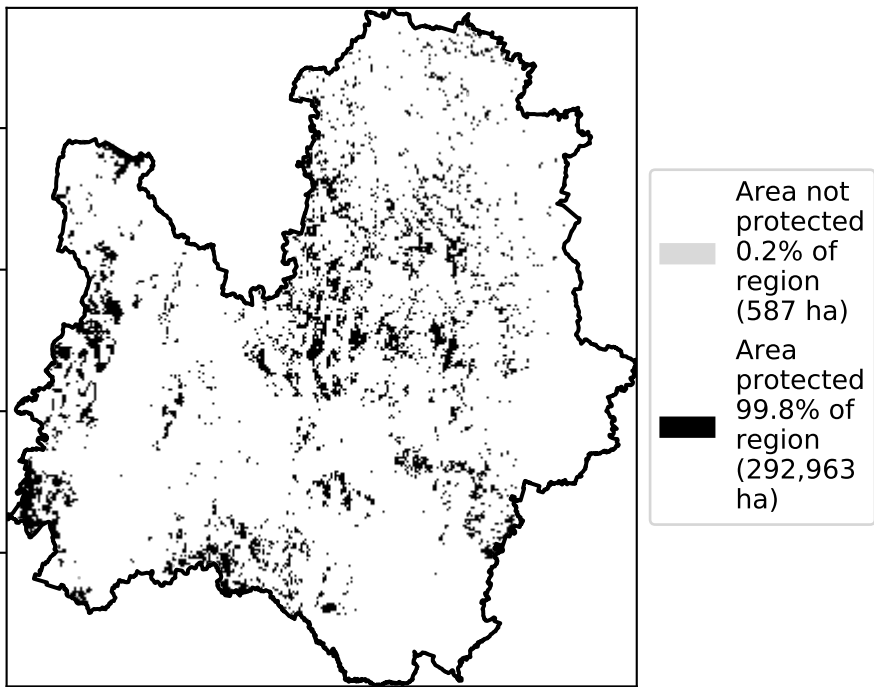 Area not
protected
0.2% of
region
(587 ha)
Area
protected
99.8% of
region
(292,963
ha)